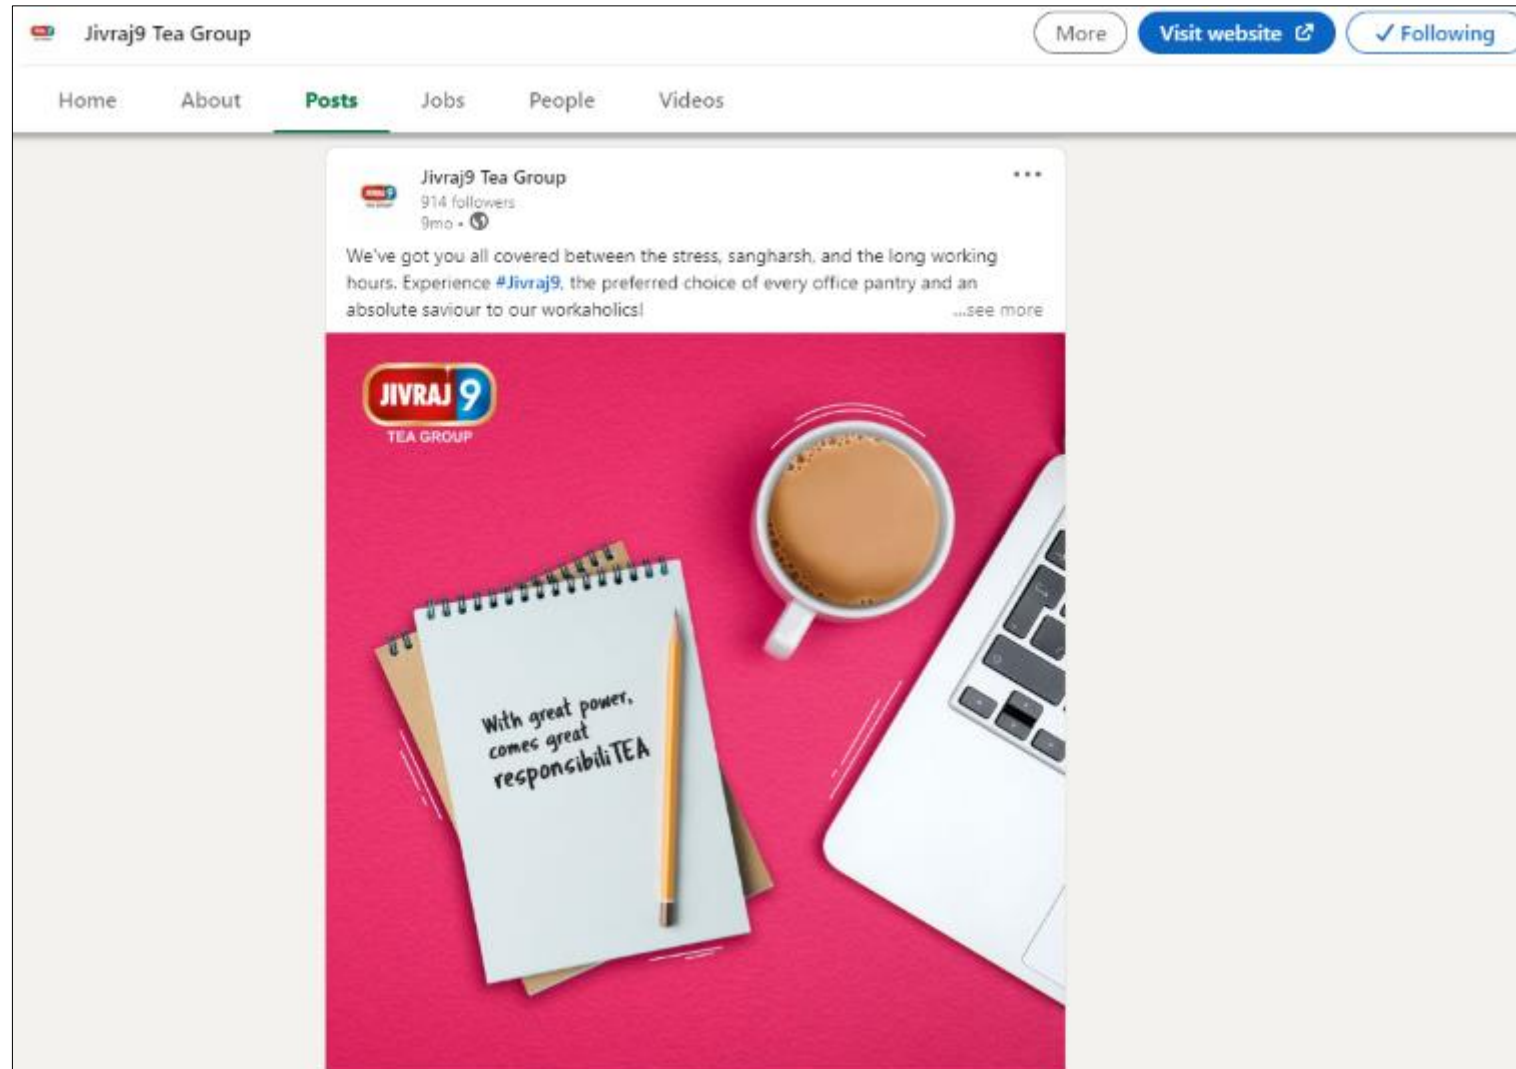 Jivraj9 Tea Group
More
Visit website
Following
Home
About
Posts
Jobs
People
Videos
Jivraj9 Tea Group
914 followers
9mo •
We've got you all covered between the stress, sangharsh, and the long working
hours. Experience #Jivraj9, the preferred choice of every office pantry and an
absolute saviour to our workaholics!
...see more
JIVRAJ 9
TEA GROUP
With great power,
comes great
responsibiliTEA